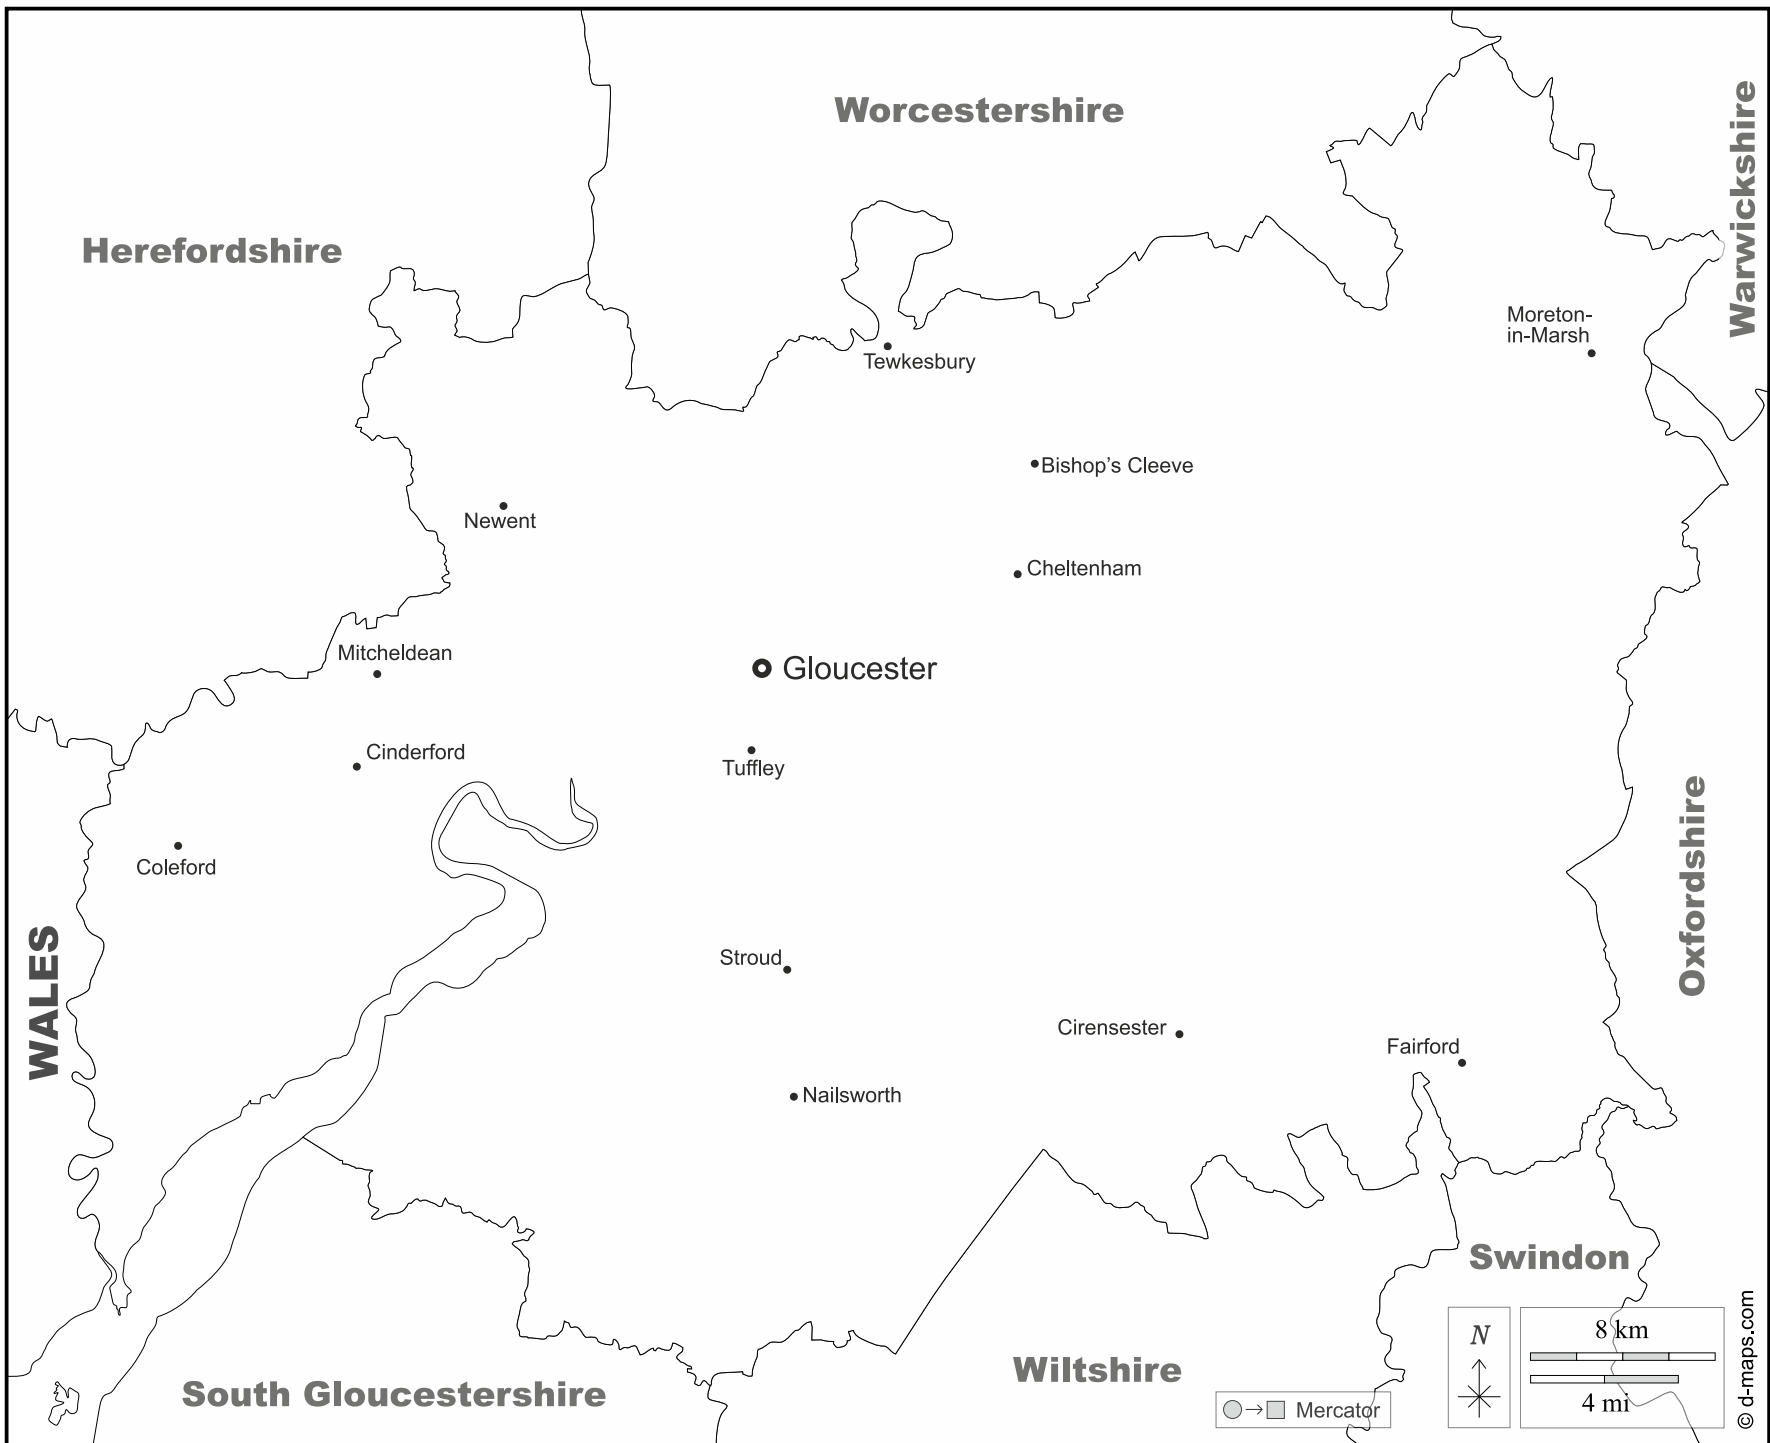 Worcestershire
Warwickshire
Herefordshire
Moreton-
in-Marsh
Tewkesbury
Bishop's Cleeve
Newent
Cheltenham
Mitcheldean
Gloucester
Cinderford
Tuffley
Coleford
Oxfordshire
WALES
Stroud
Cirensester
Fairford
Nailsworth
Swindon
N
8 km
4 mi
Wiltshire
South Gloucestershire
Mercator
© d-maps.com